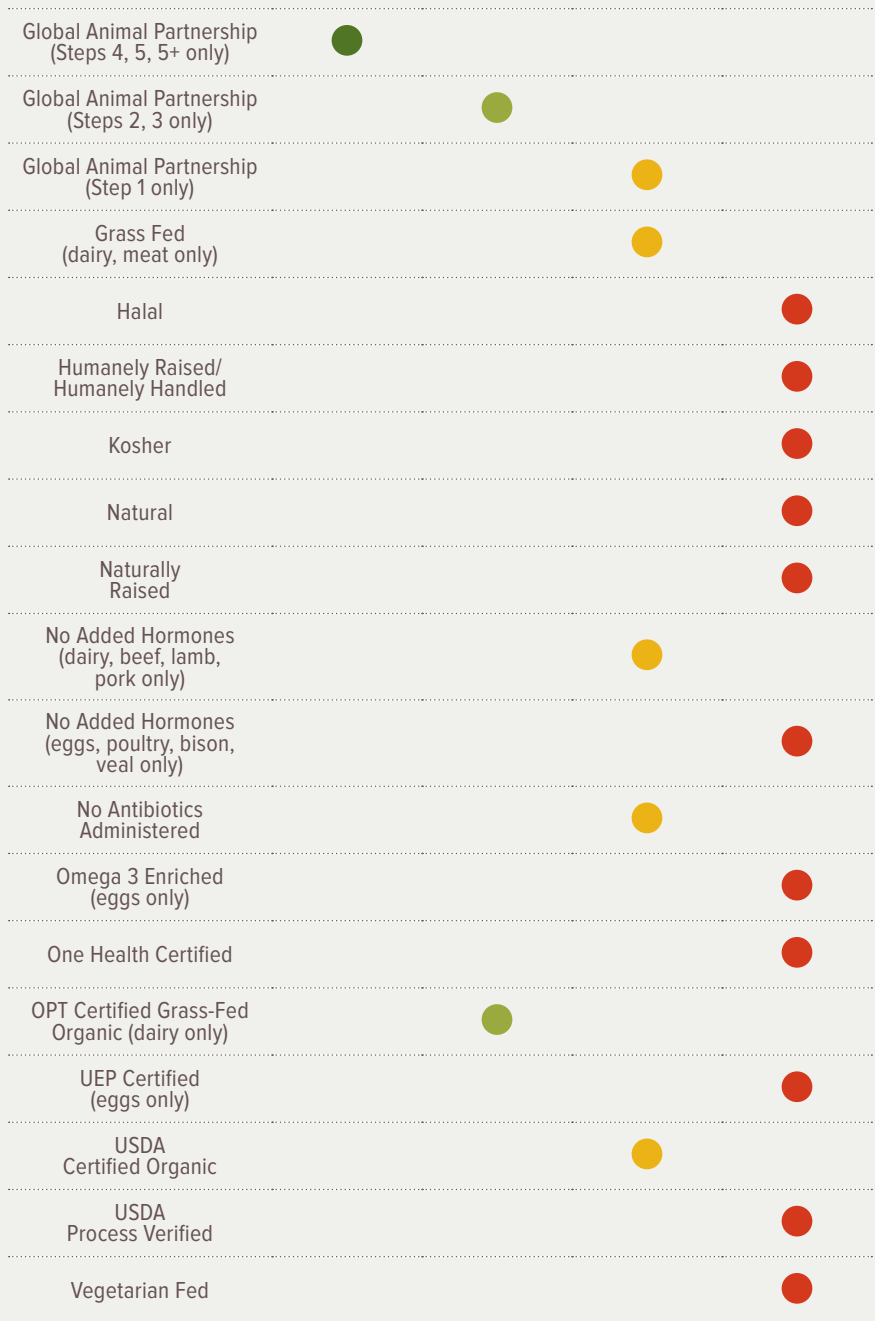 Global Animal Partnership
(Steps 4, 5, 5+ only)
Global Animal Partnership
(Steps 2, 3 only)
Global Animal Partnership
(Step 1 only)
Grass Fed
(dairy, meat only)
Halal
Humanely Raised/
Humanely Handled
Kosher
Natural
Naturally
Raised
No Added Hormones
(dairy, beef, lamb,
pork only)
No Added Hormones
(eggs, poultry, bison,
veal only)
No Antibiotics
Administered
Omega 3 Enriched
(eggs only)
One Health Certified
OPT Certified Grass-Fed
Organic (dairy only)
UEP Certified
(eggs only)
USDA
Certified Organic
USDA
Process Verified
Vegetarian Fed